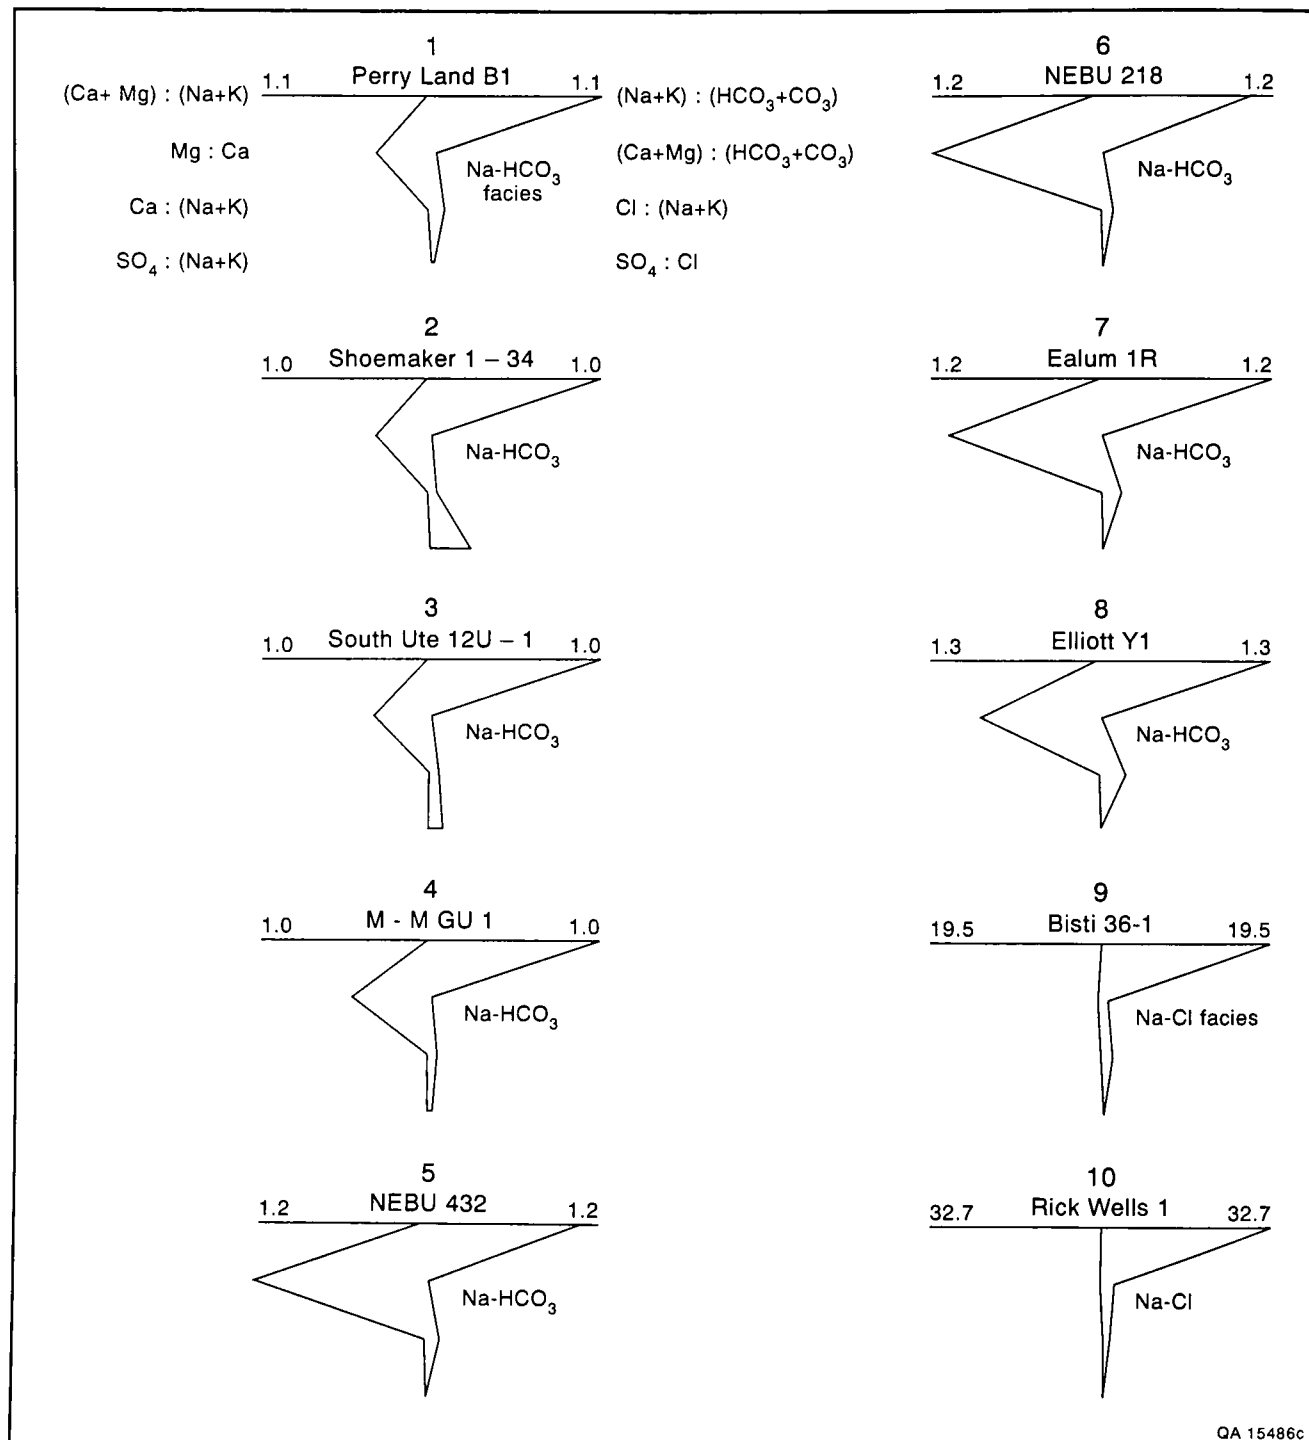 1
Perry Land B1
1.1 1.1
(Ca+ Mg) : (Na+K)
Mg : Ca
Ca : (Na+K)
SO₄ : (Na+K)
(Na+K) : (HCO₃+CO₃)
(Ca+Mg) : (HCO₃+CO₃)
Cl : (Na+K)
SO₄ : Cl
Na-HCO₃
facies
2
Shoemaker 1 – 34
1.0 1.0
Na-HCO₃
3
South Ute 12U – 1
1.0 1.0
Na-HCO₃
4
M - M GU 1
1.0 1.0
Na-HCO₃
5
NEBU 432
1.2 1.2
Na-HCO₃
6
NEBU 218
1.2 1.2
Na-HCO₃
7
Ealum 1R
1.2 1.2
Na-HCO₃
8
Elliott Y1
1.3 1.3
Na-HCO₃
9
Bisti 36-1
19.5 19.5
Na-Cl facies
10
Rick Wells 1
32.7 32.7
Na-Cl
QA 15486c